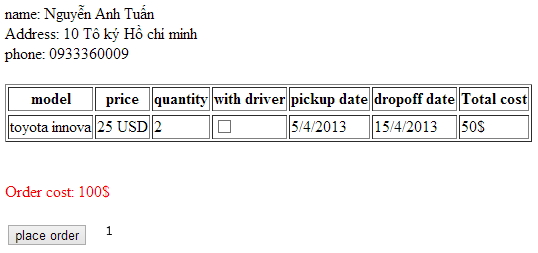 name: Nguyễn Anh Tuấn
Address: 10 Tô ký Hồ chi minh
phone: 0933360009
model price quantity with driver pickup date dropoff date Total cost
toyota innova 25 USD 2 5/4/2013 15/4/2013 50$
Order cost: 100$
place order 1